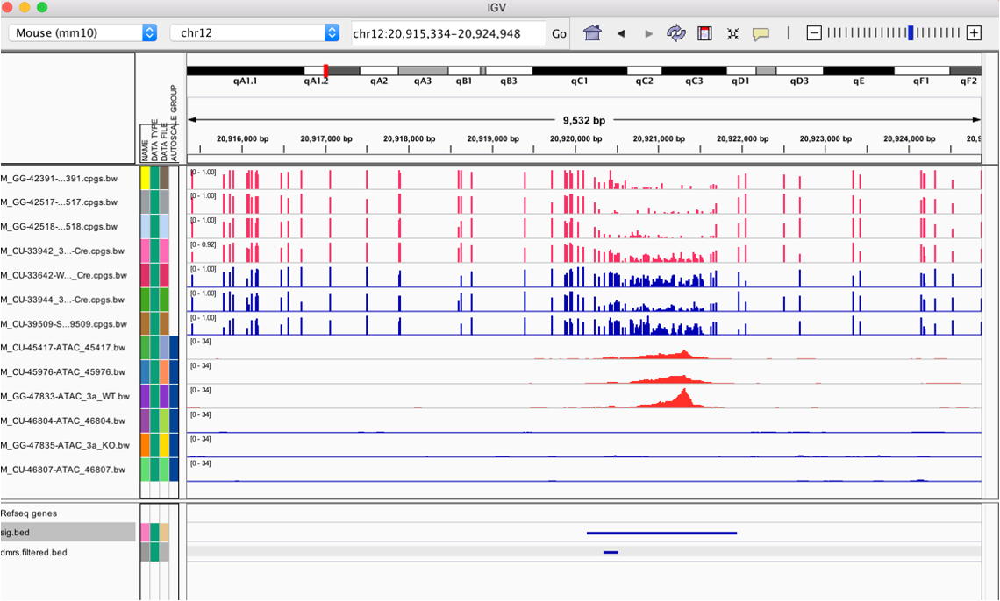 IGV
Mouse (mm10) chr12 chr12:20,915,334-20,924,948 Go
qA1.1 qA1.2 qA2 qA3 qB1 qB3 qC1 qC2 qC3 qD1 qD3 qE qF1 qF2
9,532 bp
NAME
DATA TYPE
DATA FILE
AUTOSCALE GROUP
20,916,000 bp 20,917,000 bp 20,918,000 bp 20,919,000 bp 20,920,000 bp 20,921,000 bp 20,922,000 bp 20,923,000 bp 20,924,000 bp 20,9
M_GG-42391-...391.cpgs.bw [0 - 1.00]
M_GG-42517-...517.cpgs.bw [0 - 1.00]
M_GG-42518-...518.cpgs.bw [0 - 1.00]
M_CU-33942_3...-Cre.cpgs.bw [0 - 0.92]
M_CU-33642-W..._Cre.cpgs.bw [0 - 1.00]
M_CU-33944_3...-Cre.cpgs.bw [0 - 1.00]
M_CU-39509-S...9509.cpgs.bw [0 - 1.00]
M_CU-45417-ATAC_45417.bw [0 - 34]
M_CU-45976-ATAC_45976.bw [0 - 34]
M_GG-47833-ATAC_3a_WT.bw [0 - 34]
M_CU-46804-ATAC_46804.bw [0 - 34]
M_GG-47835-ATAC_3a_KO.bw [0 - 34]
M_CU-46807-ATAC_46807.bw [0 - 34]
Refseq genes
sig.bed
dmrs.filtered.bed